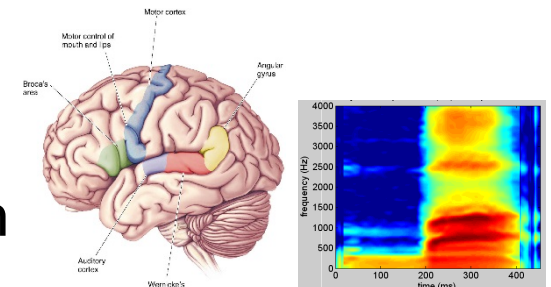 Motor cortex
Motor control of
mouth and lips
Broca's
area
Angular
gyrus
Auditory
cortex
Wernicke's
4000
3500
3000
2500
2000
1500
1000
500
0
frequency (Hz)
0 100 200 300 400
time (ms)